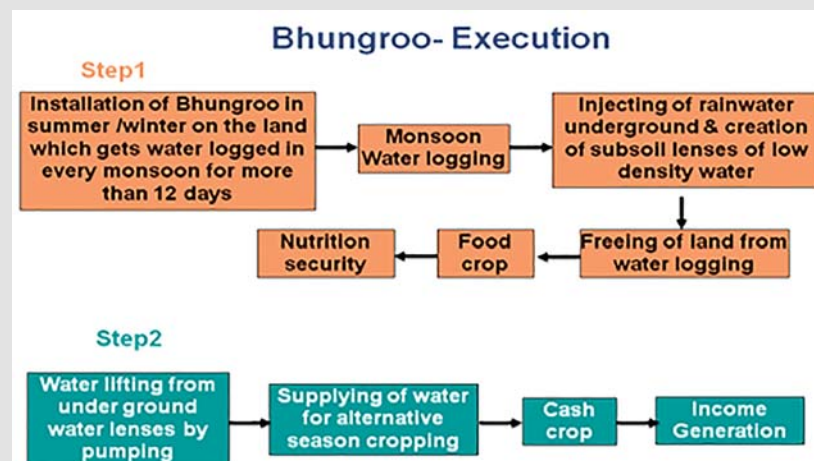 Bhungroo- Execution
Step1
Installation of Bhungroo in
summer /winter on the land
which gets water logged in
every monsoon for more
than 12 days
Monsoon
Water logging
Injecting of rainwater
underground & creation
of subsoil lenses of low
density water
Freeing of land from
water logging
Food
crop
Nutrition
security
Step2
Water lifting from
under ground
water lenses by
pumping
Supplying of water
for alternative
season cropping
Cash
crop
Income
Generation